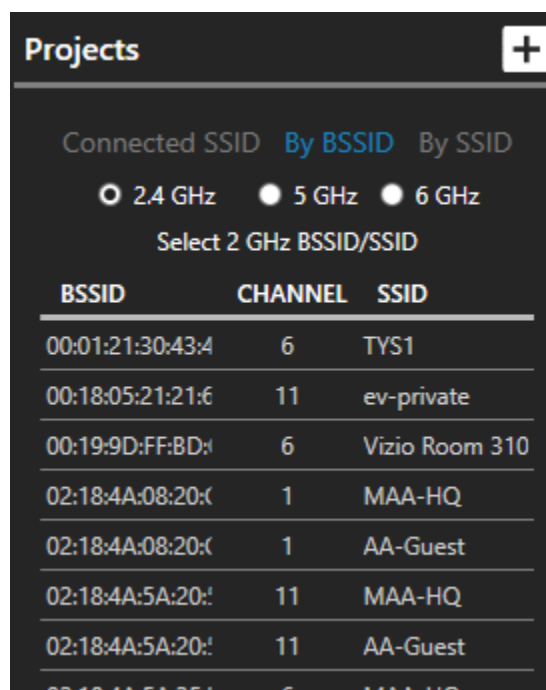 Projects +
Connected SSID By BSSID By SSID
2.4 GHz 5 GHz 6 GHz
Select 2 GHz BSSID/SSID
BSSID CHANNEL SSID
00:01:21:30:43:4 6 TYS1
00:18:05:21:21:6 11 ev-private
00:19:9D:FF:BD: 6 Vizio Room 310
02:18:4A:08:20: 1 MAA-HQ
02:18:4A:08:20: 1 AA-Guest
02:18:4A:5A:20: 11 MAA-HQ
02:18:4A:5A:20: 11 AA-Guest